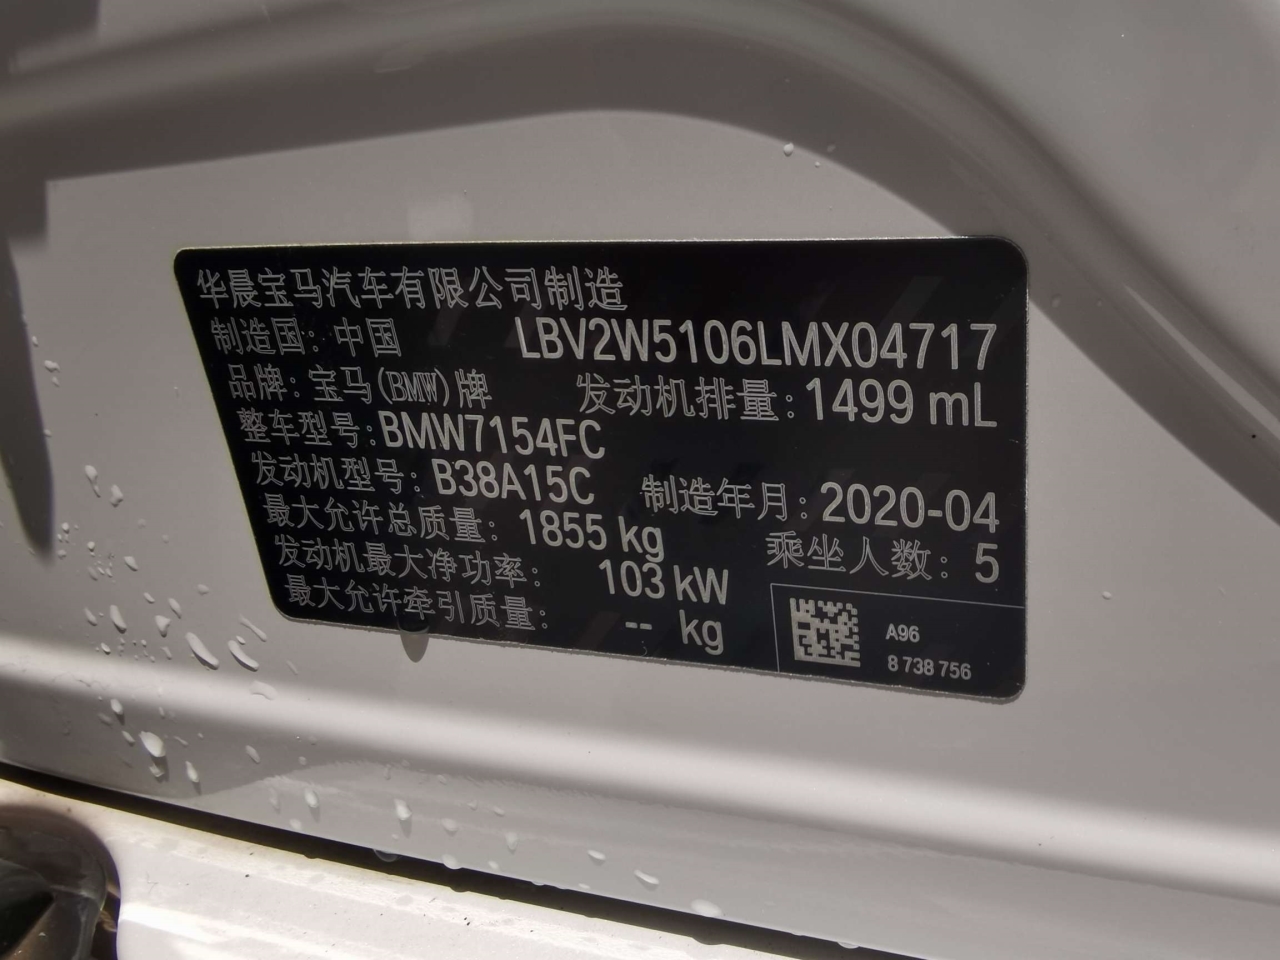 华晨宝马汽车有限公司制造
制造国: 中国 LBV2W5106LMX04717
品牌: 宝马(BMW)牌 发动机排量: 1499 mL
整车型号: BMW7154FC
发动机型号: B38A15C 制造年月: 2020-04
最大允许总质量: 1855 kg 乘坐人数: 5
发动机最大净功率: 103 kW
最大允许牵引质量: -- kg
A96
8 738 756